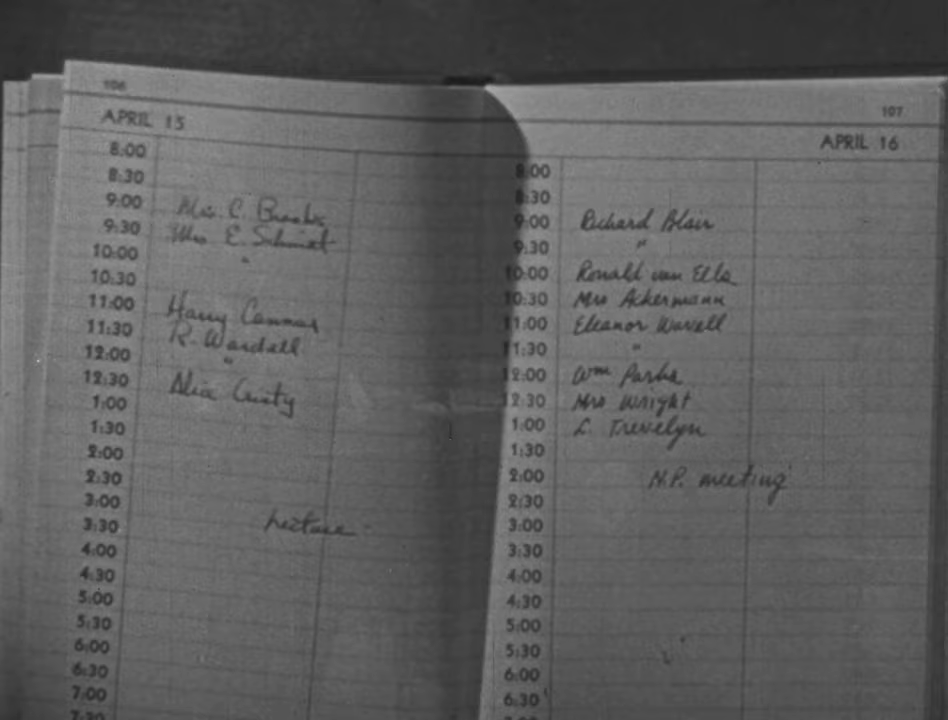 106
APRIL 15
8:00
8:30
9:00 Mrs. C. Brooks
9:30 Mrs E. Schmidt
10:00 "
10:30
11:00 Harry Connor
11:30 R. Wardall
12:00 "
12:30 Alice Cristy
1:00
1:30
2:00
2:30
3:00
3:30 Lecture
4:00
4:30
5:00
5:30
6:00
6:30
7:00
7:30
107
APRIL 16
8:00
8:30
9:00 Richard Blair
9:30 "
10:00 Ronald van Ells
10:30 Mrs Ackermann
11:00 Eleanor Wavell
11:30 "
12:00 Wm Parks
12:30 Mrs Wright
1:00 L. Trevelyn
1:30
2:00 N.P. meeting
2:30
3:00
3:30
4:00
4:30
5:00
5:30
6:00
6:30